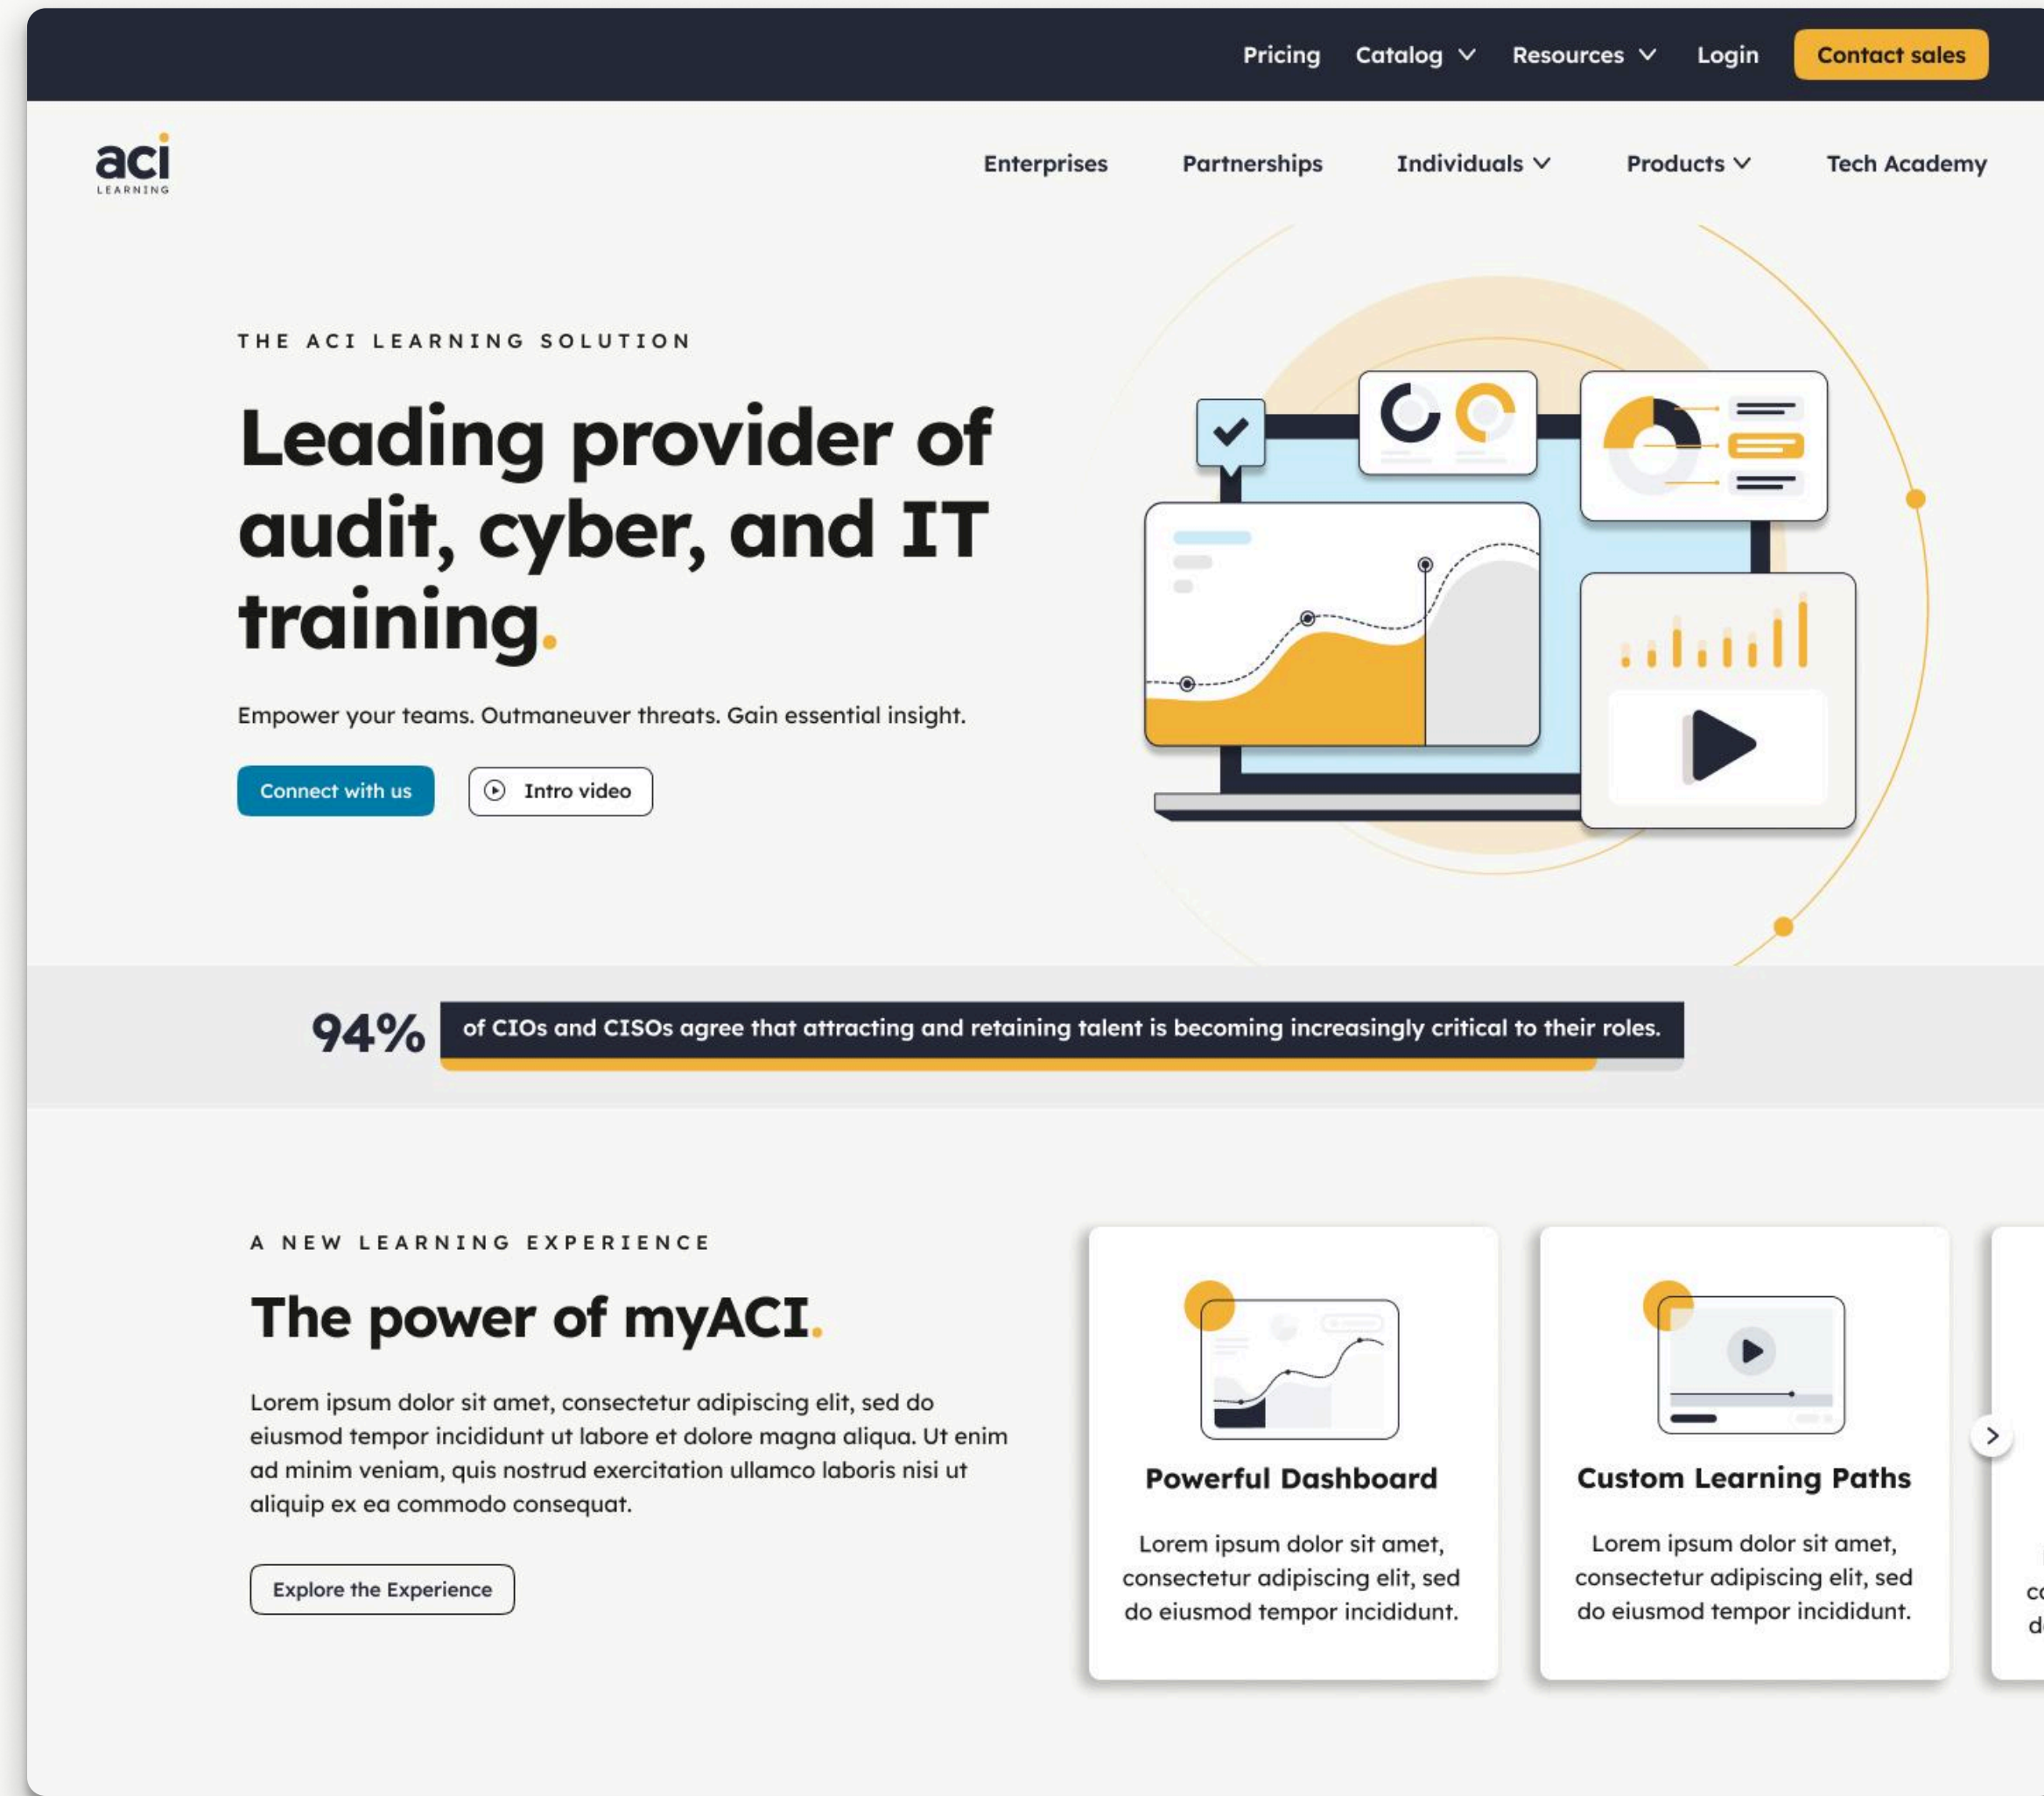 Pricing Catalog Resources Login Contact sales
aci
LEARNING
Enterprises Partnerships Individuals Products Tech Academy
THE ACI LEARNING SOLUTION
Leading provider of
audit, cyber, and IT
training.
Empower your teams. Outmaneuver threats. Gain essential insight.
Connect with us Intro video
94% of CIOs and CISOs agree that attracting and retaining talent is becoming increasingly critical to their roles.
A NEW LEARNING EXPERIENCE
The power of myACI.
Lorem ipsum dolor sit amet, consectetur adipiscing elit, sed do
eiusmod tempor incididunt ut labore et dolore magna aliqua. Ut enim
ad minim veniam, quis nostrud exercitation ullamco laboris nisi ut
aliquip ex ea commodo consequat.
Explore the Experience
Powerful Dashboard
Lorem ipsum dolor sit amet,
consectetur adipiscing elit, sed
do eiusmod tempor incididunt.
Custom Learning Paths
Lorem ipsum dolor sit amet,
consectetur adipiscing elit, sed
do eiusmod tempor incididunt.